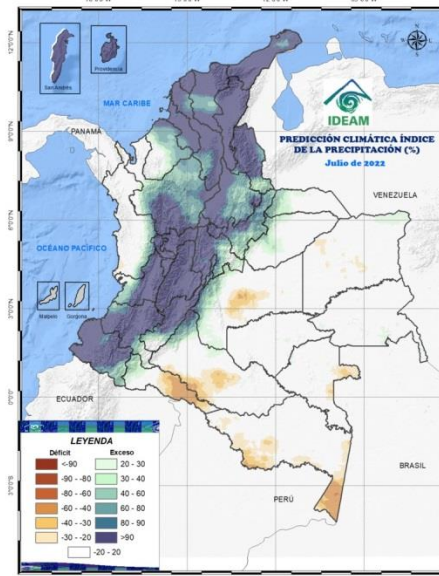 San Andrés
Providencia
MAR CARIBE
PANAMÁ
IDEAM
PREDICCIÓN CLIMÁTICA ÍNDICE
DE LA PRECIPITACIÓN (%)
Julio de 2022
VENEZUELA
OCÉANO PACÍFICO
Malpelo
Gorgona
ECUADOR
BRASIL
PERÚ
LEYENDA
Déficit Exceso
<-90 20 - 30
-90 - -80 30 - 40
-80 - -60 40 - 60
-60 - -40 60 - 80
-40 - -30 80 - 90
-30 - -20 >90
-20 - 20